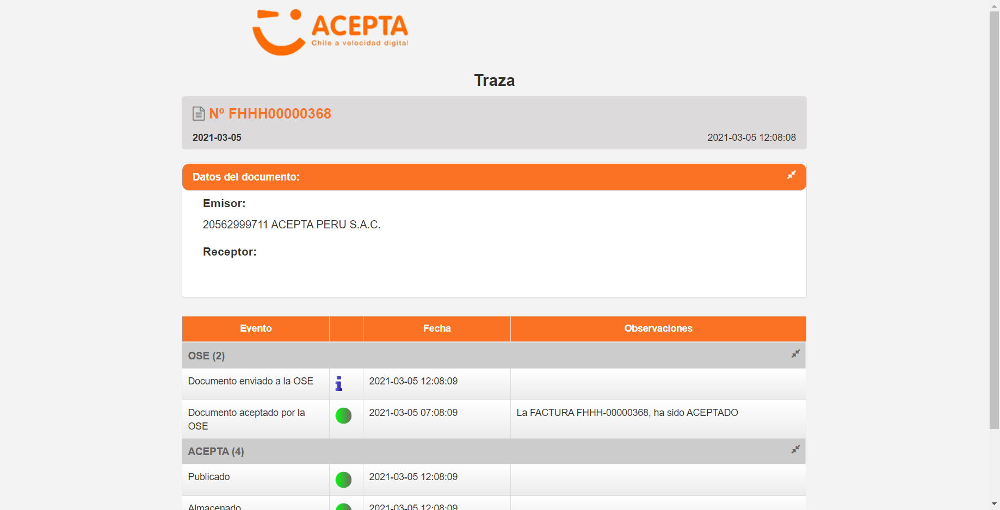 ACEPTA
Chile a velocidad digital
Traza
Nº FHHH00000368
2021-03-05 2021-03-05 12:08:08
Datos del documento:
Emisor:
20562999711 ACEPTA PERU S.A.C.
Receptor:
Evento Fecha Observaciones
OSE (2)
Documento enviado a la OSE 2021-03-05 12:08:09
Documento aceptado por la 2021-03-05 07:08:09 La FACTURA FHHH-00000368, ha sido ACEPTADO
OSE
ACEPTA (4)
Publicado 2021-03-05 12:08:09
Almacenado 2021-03-05 12:08:09